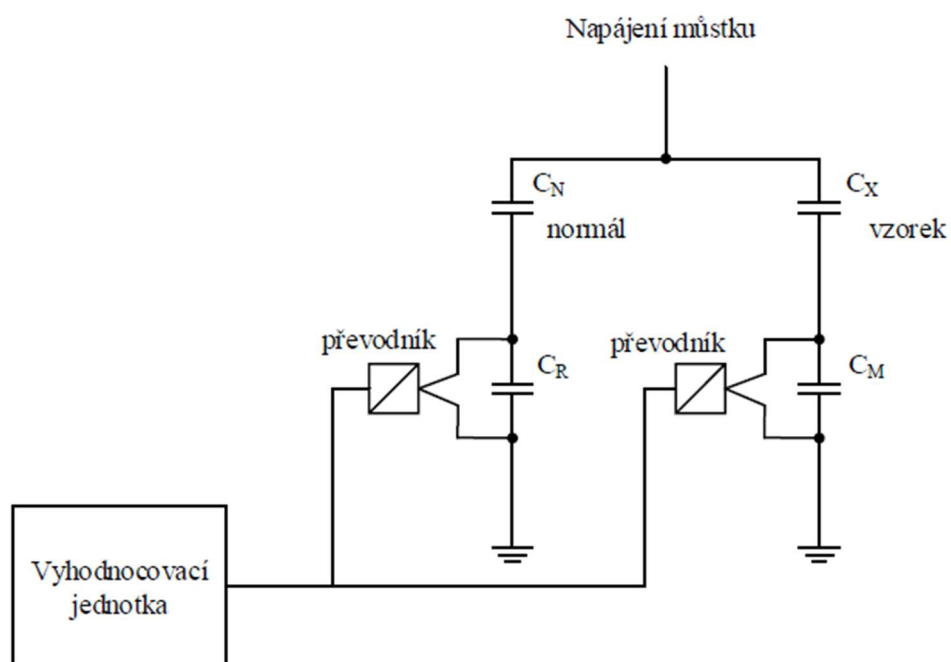 Napájení můstku
C_N
C_X
normál
vzorek
převodník
převodník
C_R
C_M
Vyhodnocovací
jednotka